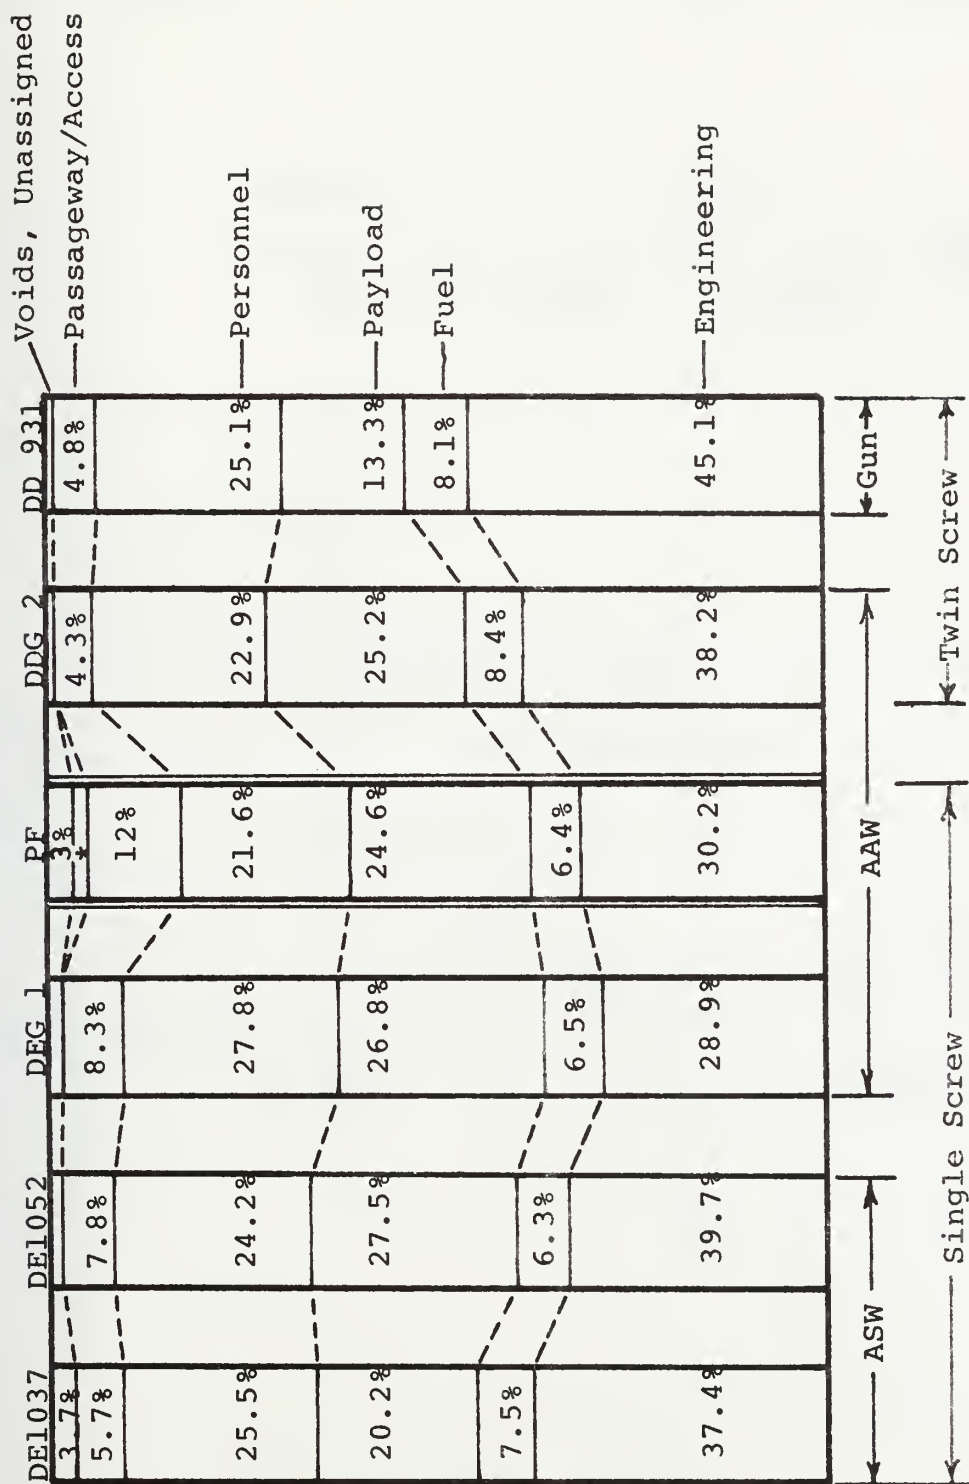 DE1037 DE1052 DEG 1 PF DDG 2 DD 931
Voids, Unassigned
3.7% 3%
Passageway/Access
5.7% 7.8% 8.3% * 12% 4.3% 4.8%
Personnel
25.5% 24.2% 27.8% 21.6% 22.9% 25.1%
Payload
20.2% 27.5% 26.8% 24.6% 25.2% 13.3%
Fuel
7.5% 6.3% 6.5% 6.4% 8.4% 8.1%
Engineering
37.4% 39.7% 28.9% 30.2% 38.2% 45.1%
ASW AAW Gun
Single Screw Twin Screw